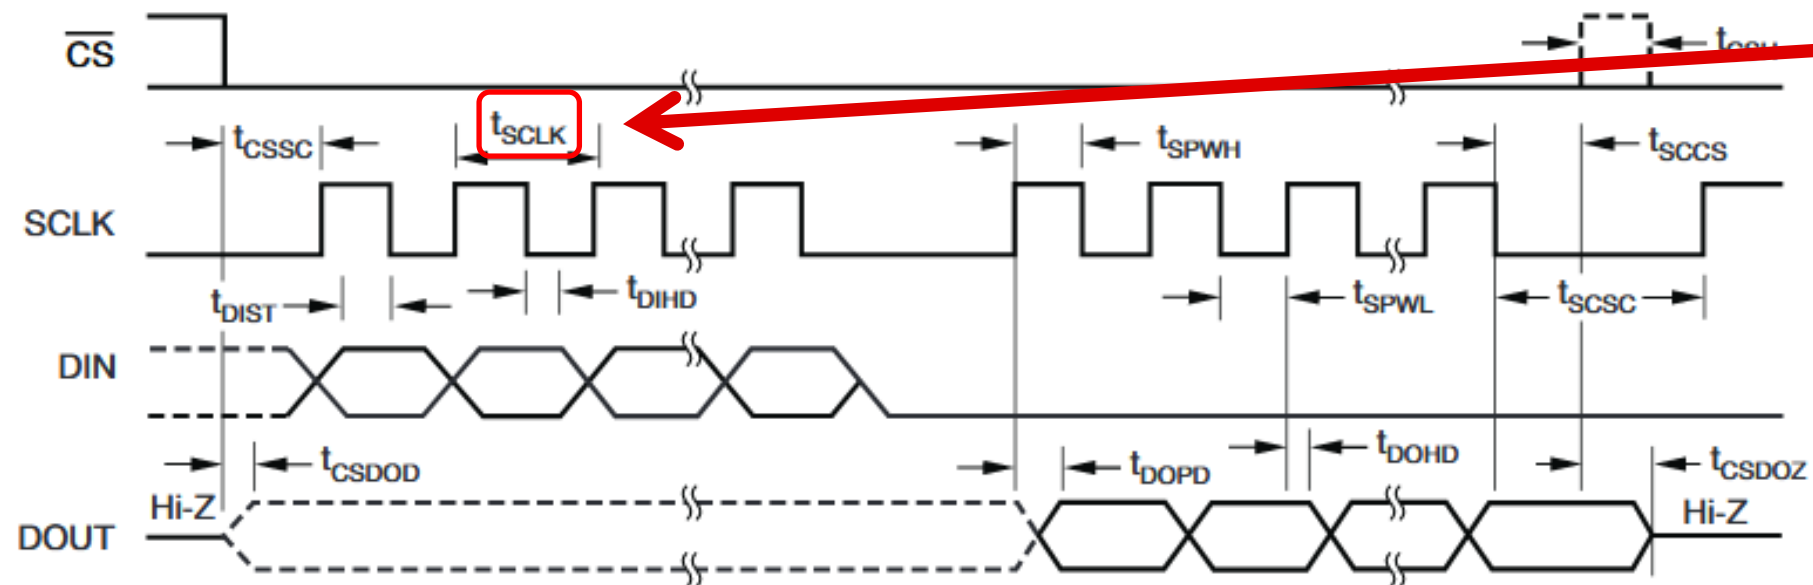 CS
tSCLK
tCSSC
tSPWH
tSCCS
SCLK
tDIST
tDIHD
tSPWL
tSCSC
DIN
tCSDOD
tDOPD
tDOHD
tCSDOZ
Hi-Z
Hi-Z
DOUT